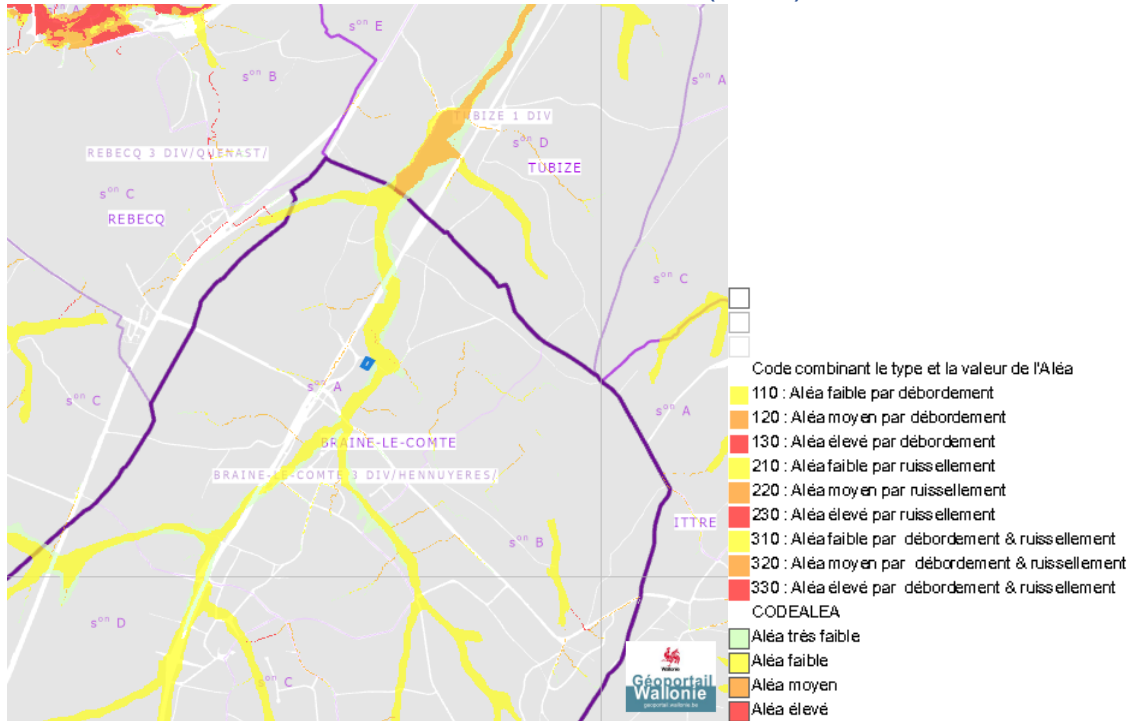 sᵒⁿ A
sᵒⁿ E
sᵒⁿ B
sᵒⁿ A
TUBIZE 1 DIV
sᵒⁿ D
REBECQ 3 DIV/QUENAST/
TUBIZE
sᵒⁿ C
REBECQ
sᵒⁿ C
sᵒⁿ A
sᵒⁿ C
sᵒⁿ A
BRAINE-LE-COMTE
BRAINE-LE-COMTE 3 DIV/HENNUYERES/
ITTRE
sᵒⁿ B
sᵒⁿ D
sᵒⁿ C
Wallonie
Géoportail
Wallonie
geoportail.wallonie.be
Code combinant le type et la valeur de l'Aléa
110 : Aléa faible par débordement
120 : Aléa moyen par débordement
130 : Aléa élevé par débordement
210 : Aléa faible par ruissellement
220 : Aléa moyen par ruissellement
230 : Aléa élevé par ruissellement
310 : Aléa faible par débordement & ruissellement
320 : Aléa moyen par débordement & ruissellement
330 : Aléa élevé par débordement & ruissellement
CODEALEA
Aléa trés faible
Aléa faible
Aléa moyen
Aléa élevé